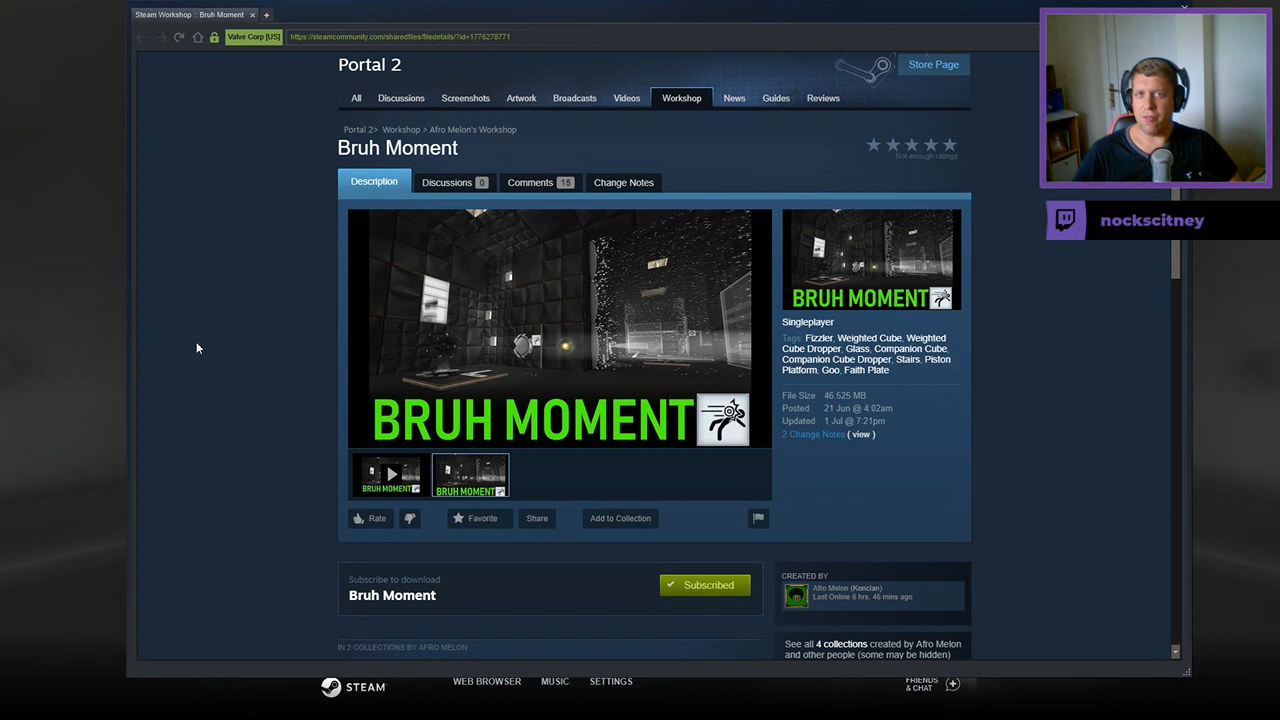 Steam Workshop :: Bruh Moment
Valve Corp [US]
https://steamcommunity.com/sharedfiles/filedetails/?id=1776278771
Portal 2
Store Page
All Discussions Screenshots Artwork Broadcasts Videos Workshop News Guides Reviews
Portal 2> Workshop > Afro Melon's Workshop
Bruh Moment
Not enough ratings
Description Discussions 0 Comments 15 Change Notes
BRUH MOMENT
BRUH MOMENT
Singleplayer
Tags: Fizzler, Weighted Cube, Weighted
Cube Dropper, Glass, Companion Cube,
Companion Cube Dropper, Stairs, Piston
Platform, Goo, Faith Plate
File Size 46.525 MB
Posted 21 Jun @ 4:02am
Updated 1 Jul @ 7:21pm
2 Change Notes ( view )
BRUH MOMENT
BRUH MOMENT
Rate Favorite Share Add to Collection
Subscribe to download
Bruh Moment
Subscribed
CREATED BY
Afro Melon (Konclan)
Last Online 6 hrs, 46 mins ago
IN 2 COLLECTIONS BY AFRO MELON
See all 4 collections created by Afro Melon
and other people (some may be hidden)
STEAM
WEB BROWSER MUSIC SETTINGS
FRIENDS
& CHAT
nockscitney